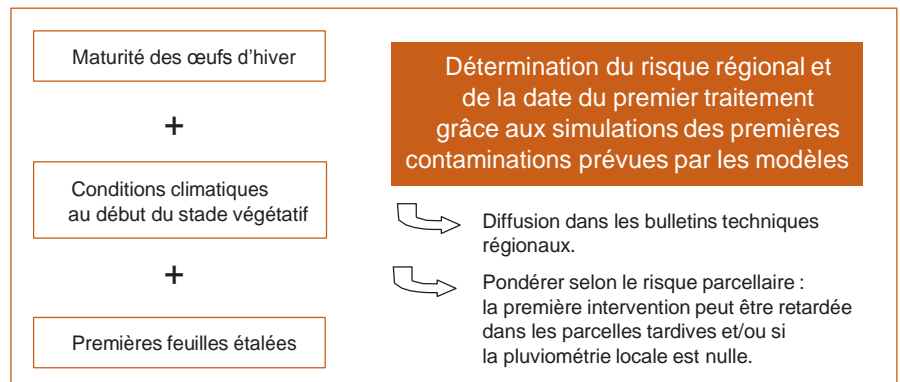 Maturité des œufs d'hiver
+
Conditions climatiques
au début du stade végétatif
+
Premières feuilles étalées
Détermination du risque régional et
de la date du premier traitement
grâce aux simulations des premières
contaminations prévues par les modèles
Diffusion dans les bulletins techniques
régionaux.
Pondérer selon le risque parcellaire :
la première intervention peut être retardée
dans les parcelles tardives et/ou si
la pluviométrie locale est nulle.